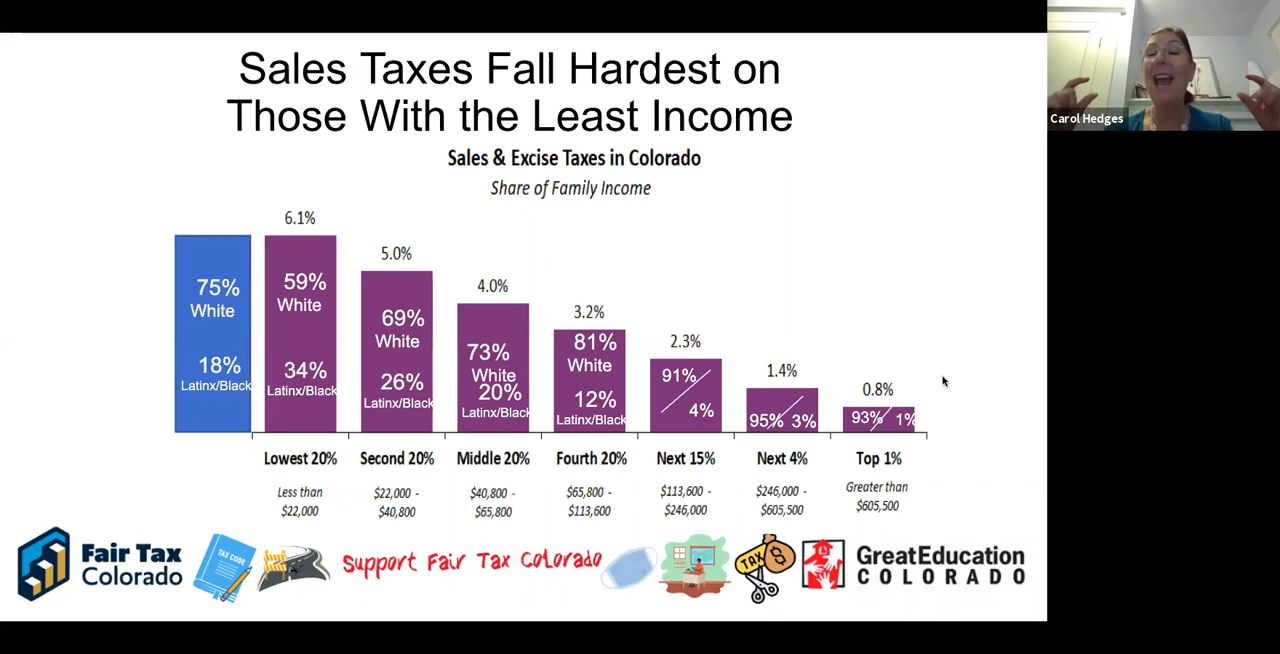 Sales Taxes Fall Hardest on
Those With the Least Income
Carol Hedges
Sales & Excise Taxes in Colorado
Share of Family Income
6.1%
5.0%
4.0%
3.2%
2.3%
1.4%
0.8%
75%
White
18%
Latinx/Black
59%
White
34%
Latinx/Black
69%
White
26%
Latinx/Black
73%
White
20%
Latinx/Black
81%
White
12%
Latinx/Black
91%
4%
95% 3%
93% 1%
Lowest 20%
Less than
$22,000
Second 20%
$22,000 -
$40,800
Middle 20%
$40,800 -
$65,800
Fourth 20%
$65,800 -
$113,600
Next 15%
$113,600 -
$246,000
Next 4%
$246,000 -
$605,500
Top 1%
Greater than
$605,500
Fair Tax
Colorado
TAX CODE
Support Fair Tax Colorado
TAX
$
GreatEducation
COLORADO